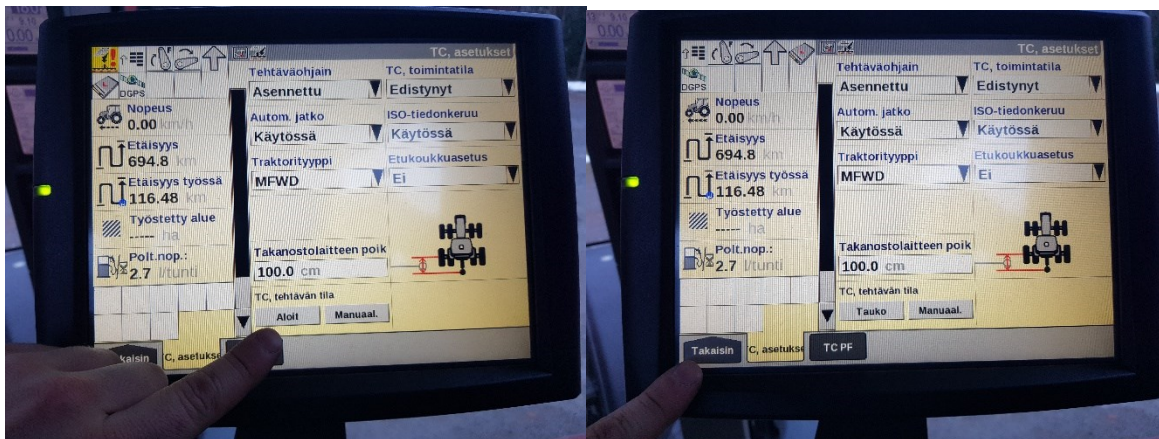 TC, asetukset
Tehtäväohjain
TC, toimintatila
Asennettu
Edistynyt
DGPS
Nopeus
0.00 km/h
Autom. jatko
ISO-tiedonkeruu
Käytössä
Käytössä
Etäisyys
694.8 km
Traktorityyppi
Etukoukkuasetus
MFWD
Ei
Etäisyys työssä
116.48 km
Työstetty alue
----- ha
Takanostolaitteen poik
100.0 cm
Polt.nop.:
2.7 l/tunti
TC, tehtävän tila
Aloit
Manuaal.
kaisin
C, asetukse
TC, asetukset
Tehtäväohjain
TC, toimintatila
Asennettu
Edistynyt
DGPS
Nopeus
0.00 km/h
Autom. jatko
ISO-tiedonkeruu
Käytössä
Käytössä
Etäisyys
694.8 km
Traktorityyppi
Etukoukkuasetus
MFWD
Ei
Etäisyys työssä
116.48 km
Työstetty alue
----- ha
Takanostolaitteen poik
100.0 cm
Polt.nop.:
2.7 l/tunti
TC, tehtävän tila
Tauko
Manuaal.
Takaisin
C, asetukse
TC PF